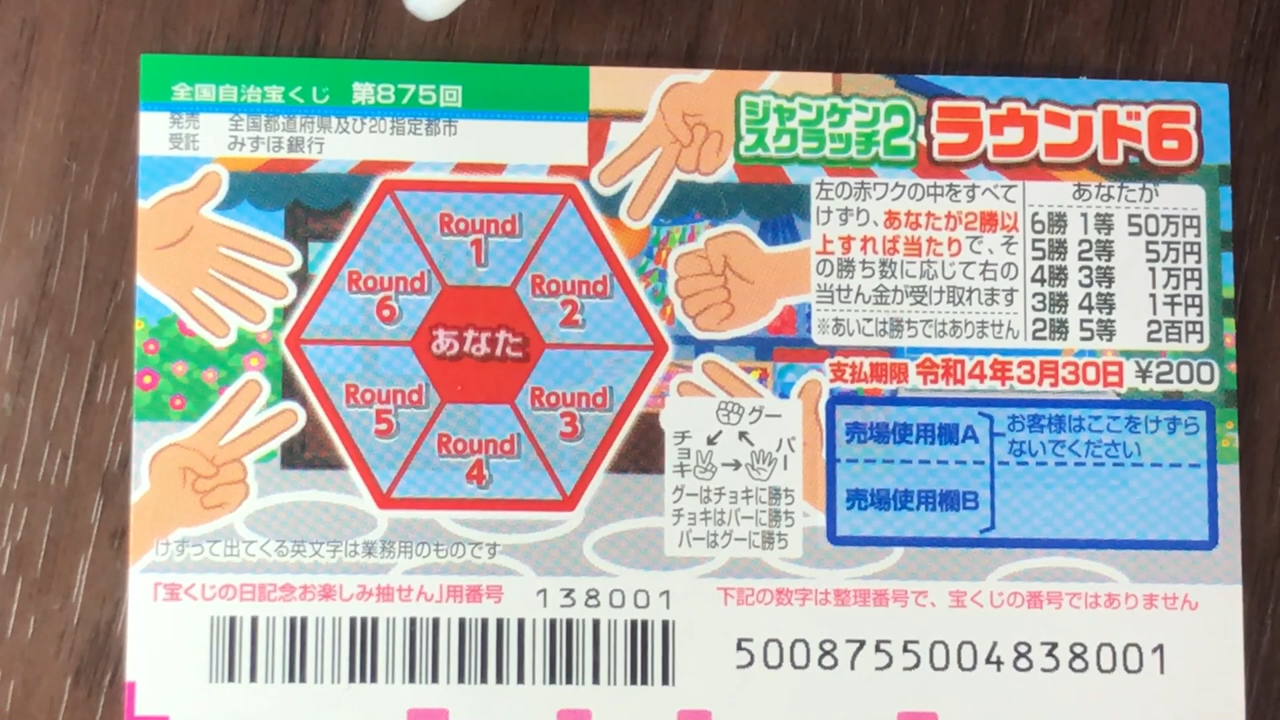 全国自治宝くじ 第875回
発売 全国都道府県及び20指定都市
受託 みずほ銀行
ジャンケン
スクラッチ2
ラウンド6
左の赤ワクの中をすべて
けずり、あなたが2勝以
上すれば当たりで、そ
の勝ち数に応じて右の
当せん金が受け取れます
※あいこは勝ちではありません
あなたが
6勝 1等 50万円
5勝 2等 5万円
4勝 3等 1万円
3勝 4等 1千円
2勝 5等 2百円
支払期限 令和4年3月30日 ¥200
Round
1
Round
2
Round
3
Round
4
Round
5
Round
6
あなた
グー
チョキ
パー
グーはチョキに勝ち
チョキはパーに勝ち
パーはグーに勝ち
売場使用欄A
お客様はここをけずら
ないでください
売場使用欄B
けずって出てくる英文字は業務用のものです
「宝くじの日記念お楽しみ抽せん」用番号 138001
下記の数字は整理番号で、宝くじの番号ではありません
5008755004838001